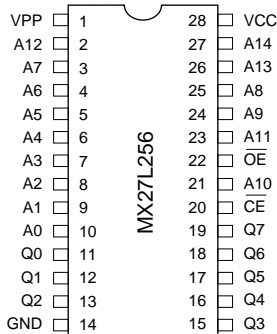 VPP 1 28 VCC
A12 2 27 A14
A7 3 26 A13
A6 4 25 A8
A5 5 24 A9
A4 6 23 A11
A3 7 22 OE
A2 8 21 A10
A1 9 20 CE
A0 10 19 Q7
Q0 11 18 Q6
Q1 12 17 Q5
Q2 13 16 Q4
GND 14 15 Q3
MX27L256